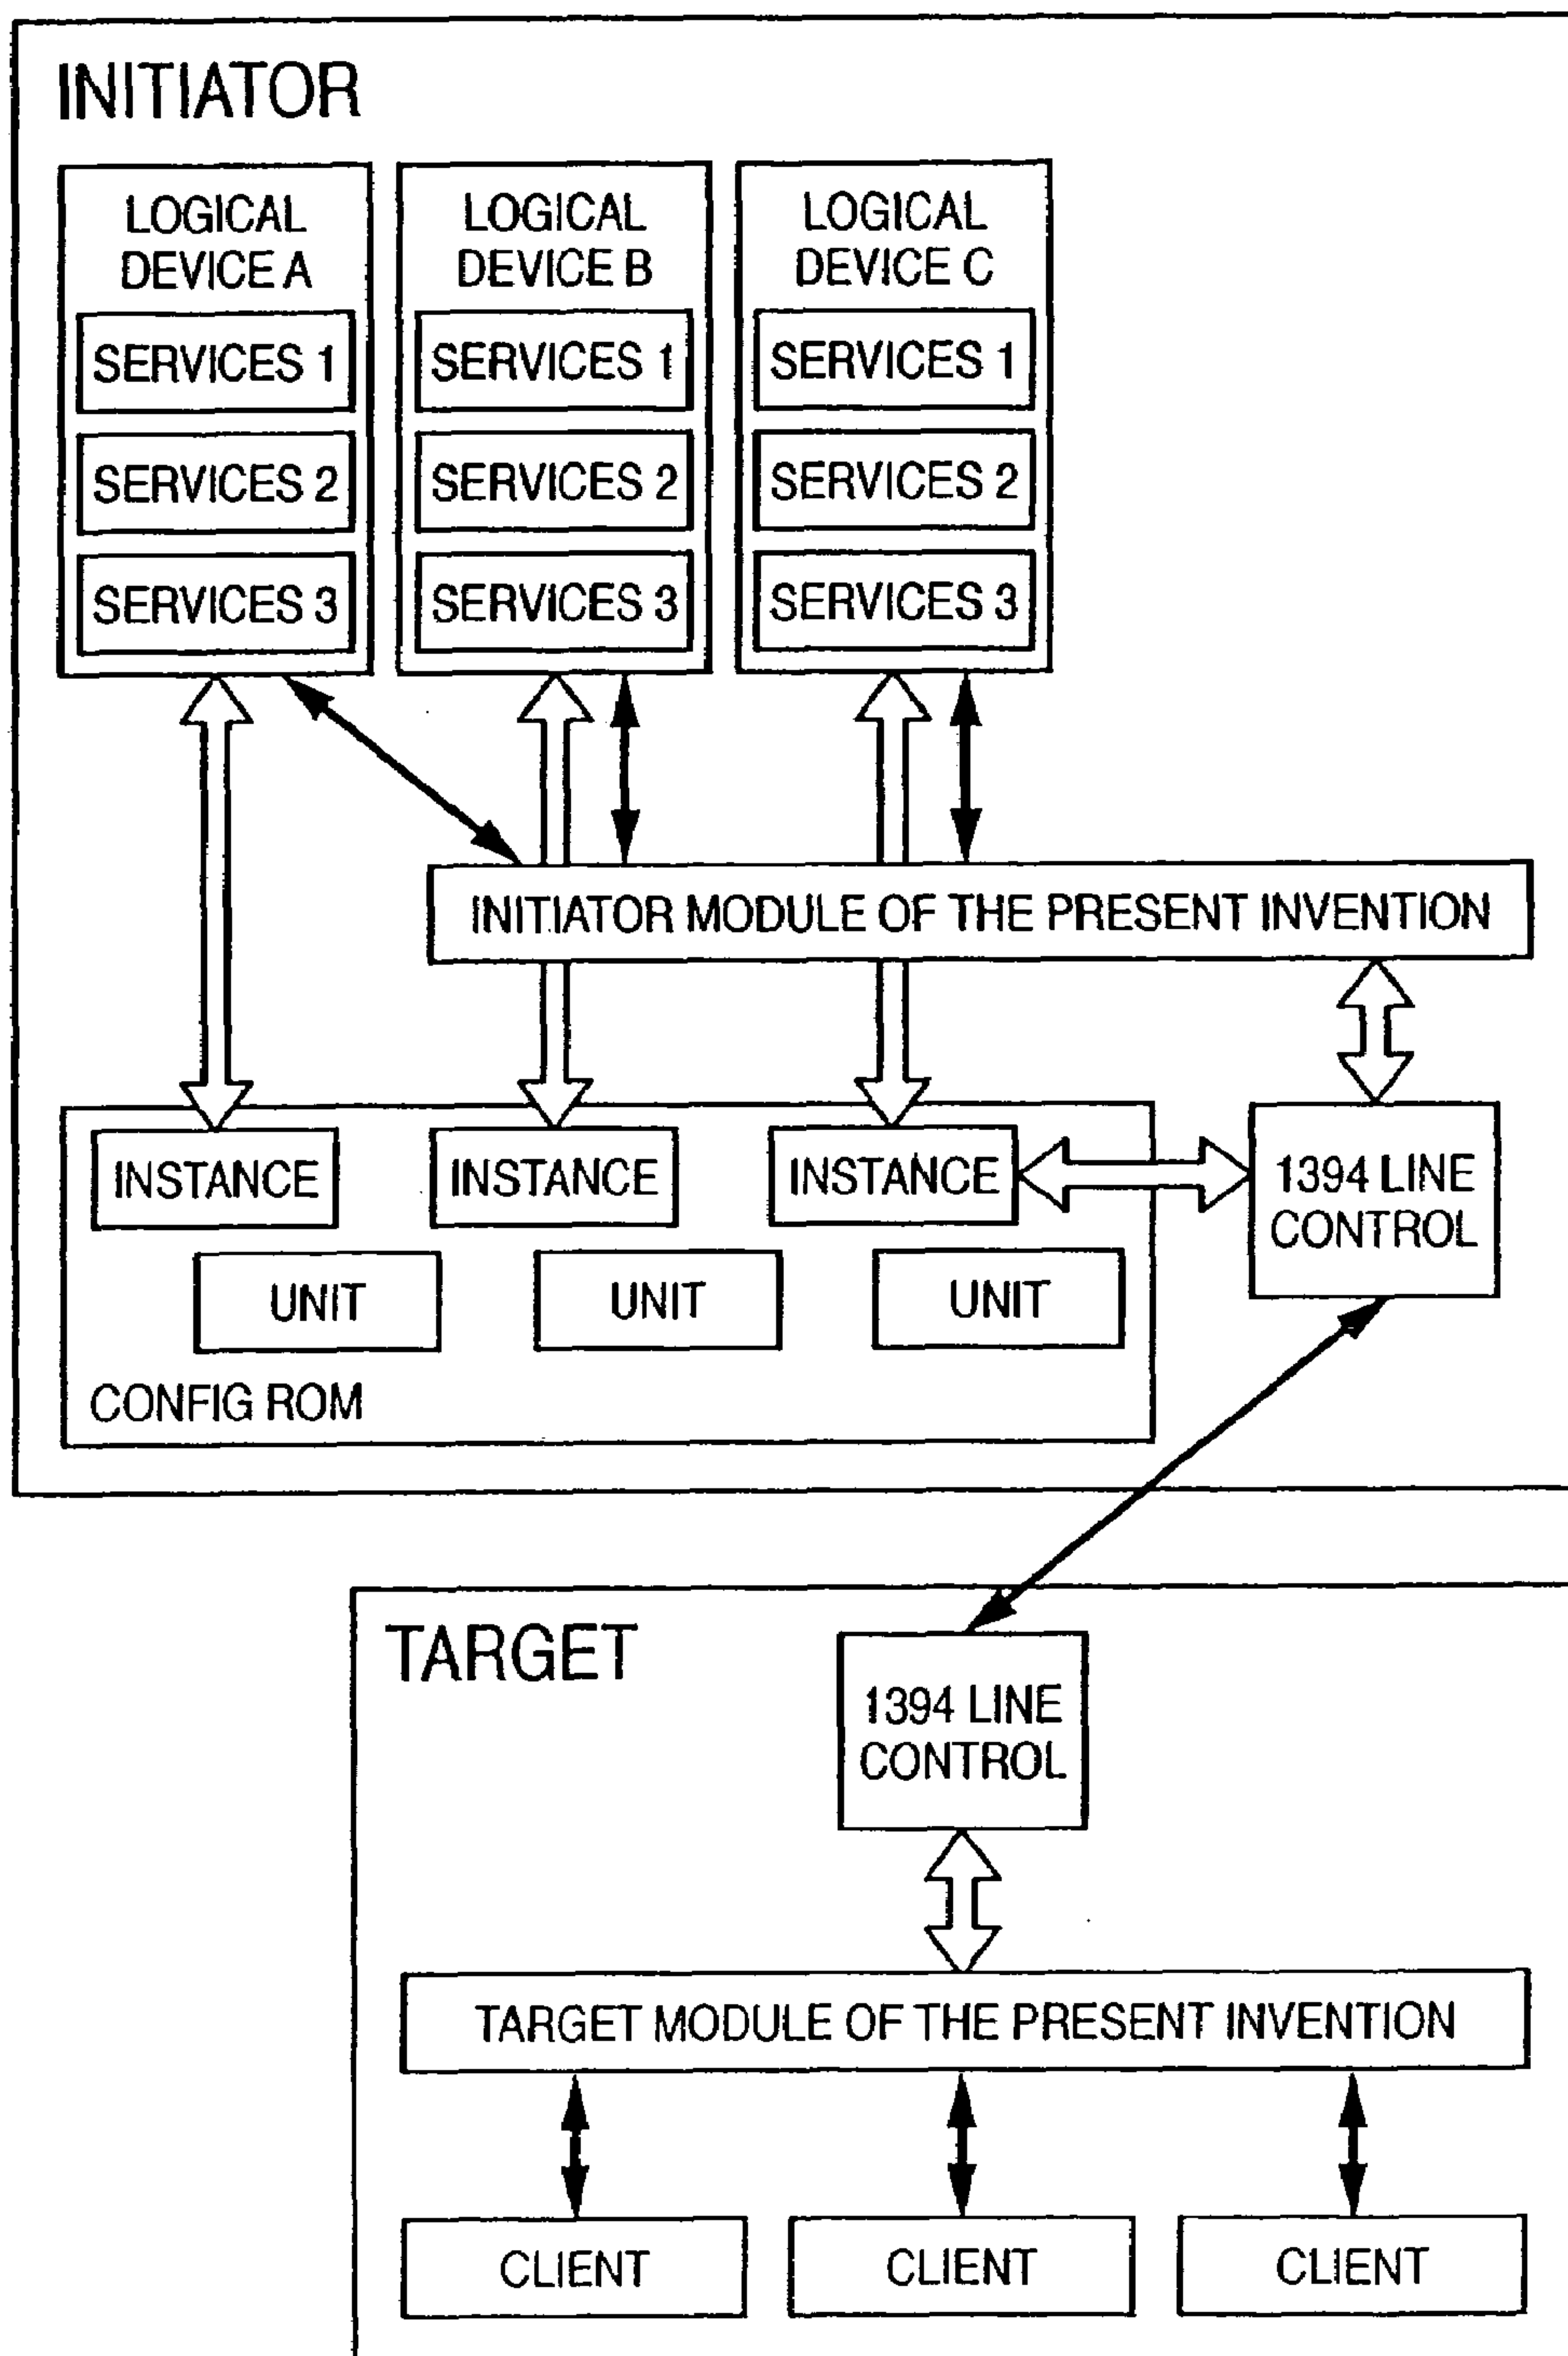 INITIATOR
LOGICAL
DEVICE A
SERVICES 1
SERVICES 2
SERVICES 3
LOGICAL
DEVICE B
SERVICES 1
SERVICES 2
SERVICES 3
LOGICAL
DEVICE C
SERVICES 1
SERVICES 2
SERVICES 3
INITIATOR MODULE OF THE PRESENT INVENTION
INSTANCE
INSTANCE
INSTANCE
1394 LINE
CONTROL
UNIT
UNIT
UNIT
CONFIG ROM
TARGET
1394 LINE
CONTROL
TARGET MODULE OF THE PRESENT INVENTION
CLIENT
CLIENT
CLIENT